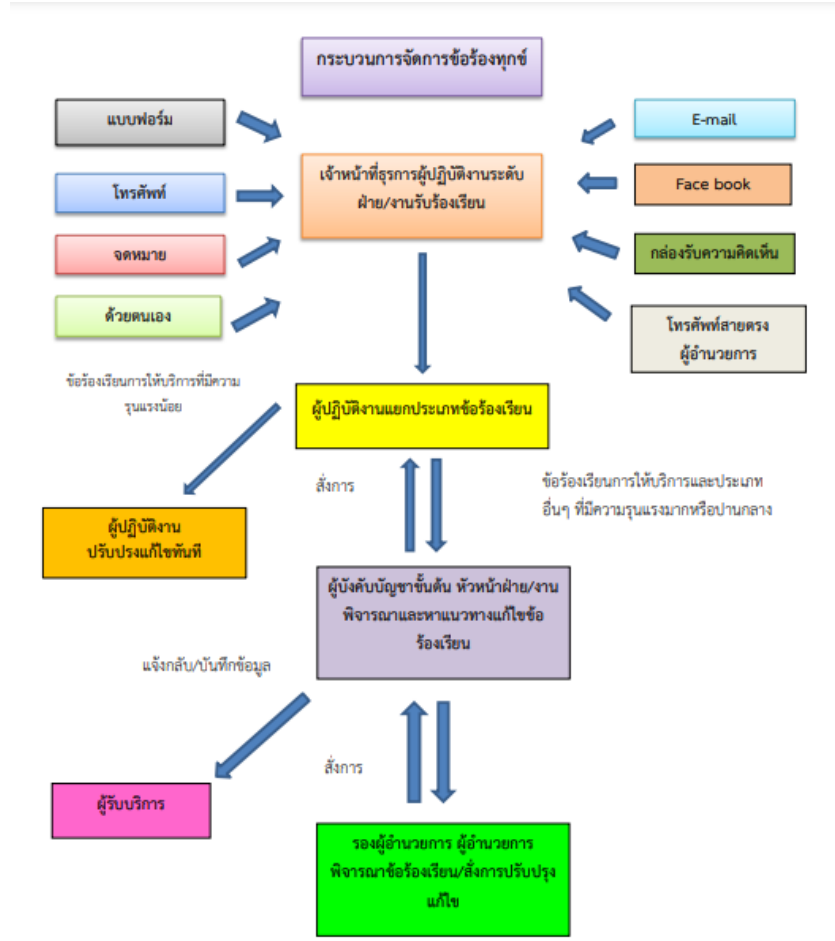 กระบวนการจัดการข้อร้องทุกข์
แบบฟอร์ม
E-mail
เจ้าหน้าที่ธุรการผู้ปฏิบัติงานระดับ
ฝ่าย/งานรับร้องเรียน
โทรศัพท์
Face book
จดหมาย
กล่องรับความคิดเห็น
ด้วยตนเอง
โทรศัพท์สายตรง
ผู้อำนวยการ
ข้อร้องเรียนการให้บริการที่มีความ
รุนแรงน้อย
ผู้ปฏิบัติงานแยกประเภทข้อร้องเรียน
สั่งการ
ข้อร้องเรียนการให้บริการและประเภท
อื่นๆ ที่มีความรุนแรงมากหรือปานกลาง
ผู้ปฏิบัติงาน
ปรับปรงแก้ไขทันที
ผู้บังคับบัญชาขั้นต้น หัวหน้าฝ่าย/งาน
พิจารณาและหาแนวทางแก้ไขข้อ
ร้องเรียน
แจ้งกลับ/บันทึกข้อมูล
สั่งการ
ผู้รับบริการ
รองผู้อำนวยการ ผู้อำนวยการ
พิจารณาข้อร้องเรียน/สั่งการปรับปรุง
แก้ไข